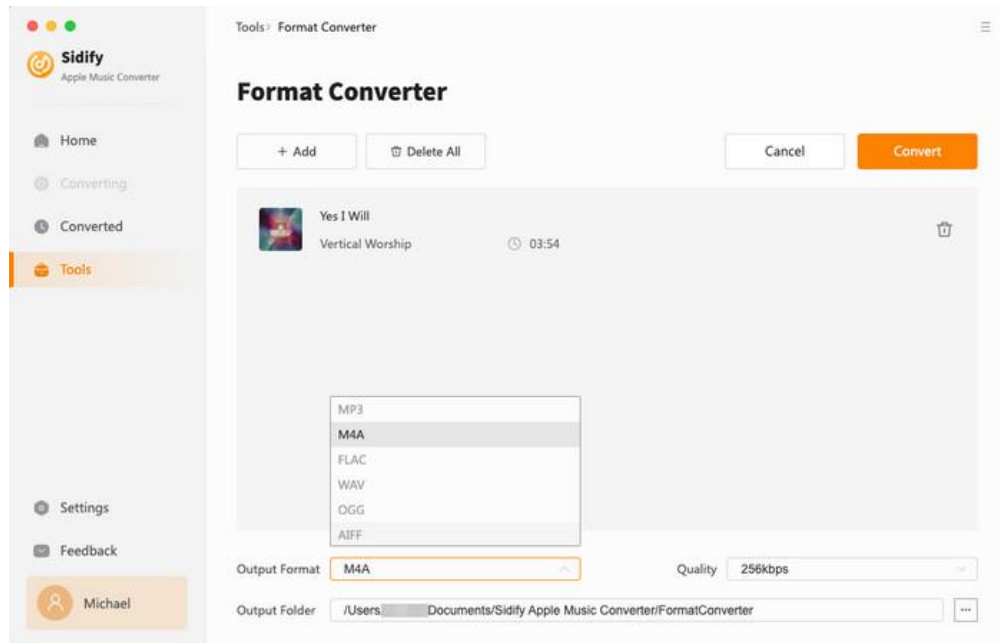 Sidify
Apple Music Converter
Home
Converting
Converted
Tools
Settings
Feedback
Michael
Tools› Format Converter
Format Converter
+ Add
Delete All
Cancel
Convert
Yes I Will
Vertical Worship
03:54
MP3
M4A
FLAC
WAV
OGG
AIFF
Output Format M4A
Quality 256kbps
Output Folder /Users Documents/Sidify Apple Music Converter/FormatConverter ...